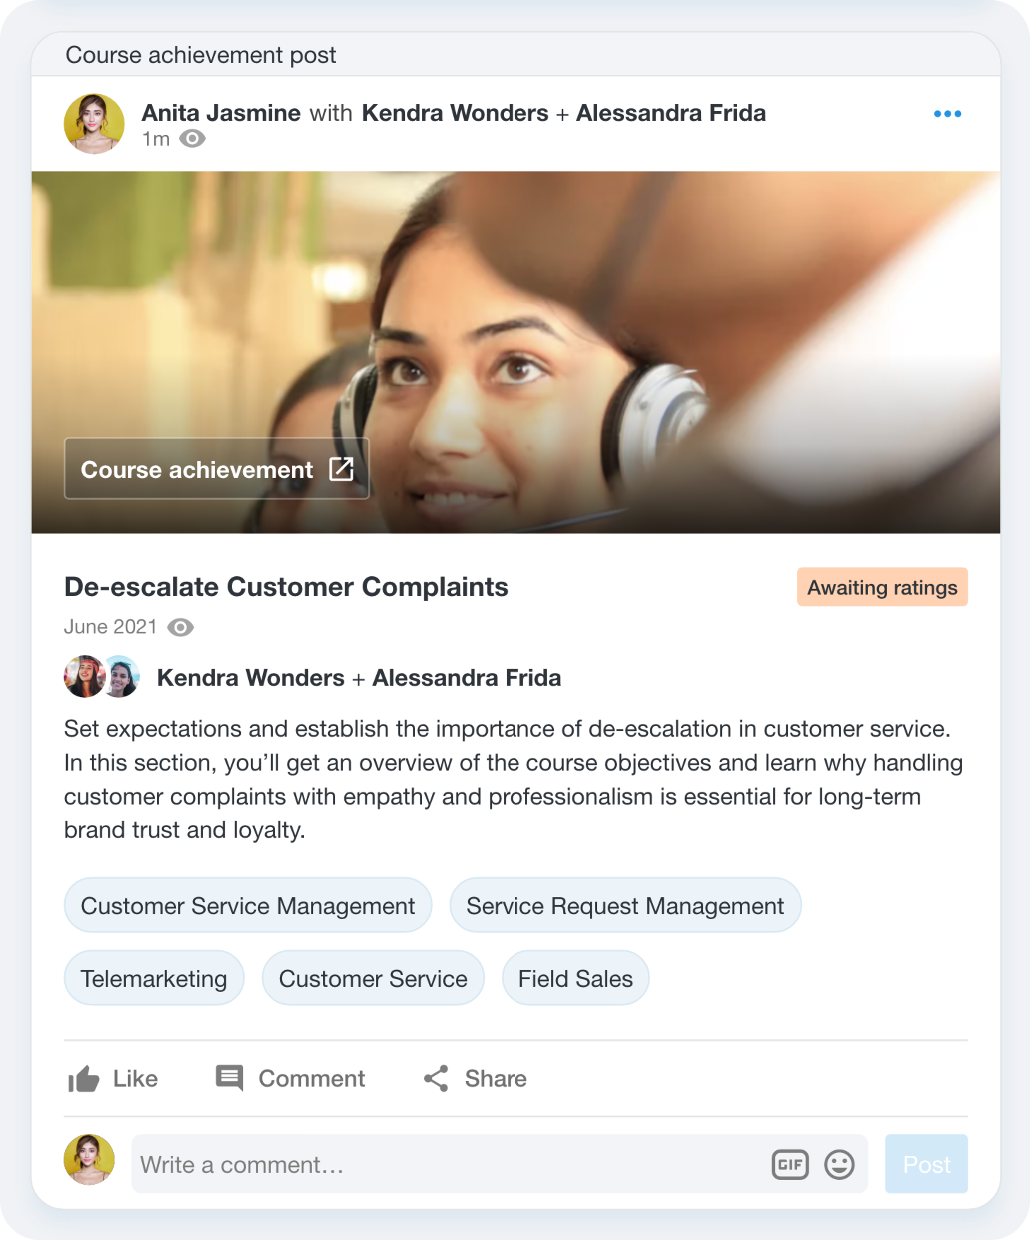 Course achievement post
Anita Jasmine with Kendra Wonders + Alessandra Frida
1m
Course achievement
De-escalate Customer Complaints
Awaiting ratings
June 2021
Kendra Wonders + Alessandra Frida
Set expectations and establish the importance of de-escalation in customer service.
In this section, you’ll get an overview of the course objectives and learn why handling
customer complaints with empathy and professionalism is essential for long-term
brand trust and loyalty.
Customer Service Management
Service Request Management
Telemarketing
Customer Service
Field Sales
Like
Comment
Share
Write a comment…
GIF
Post